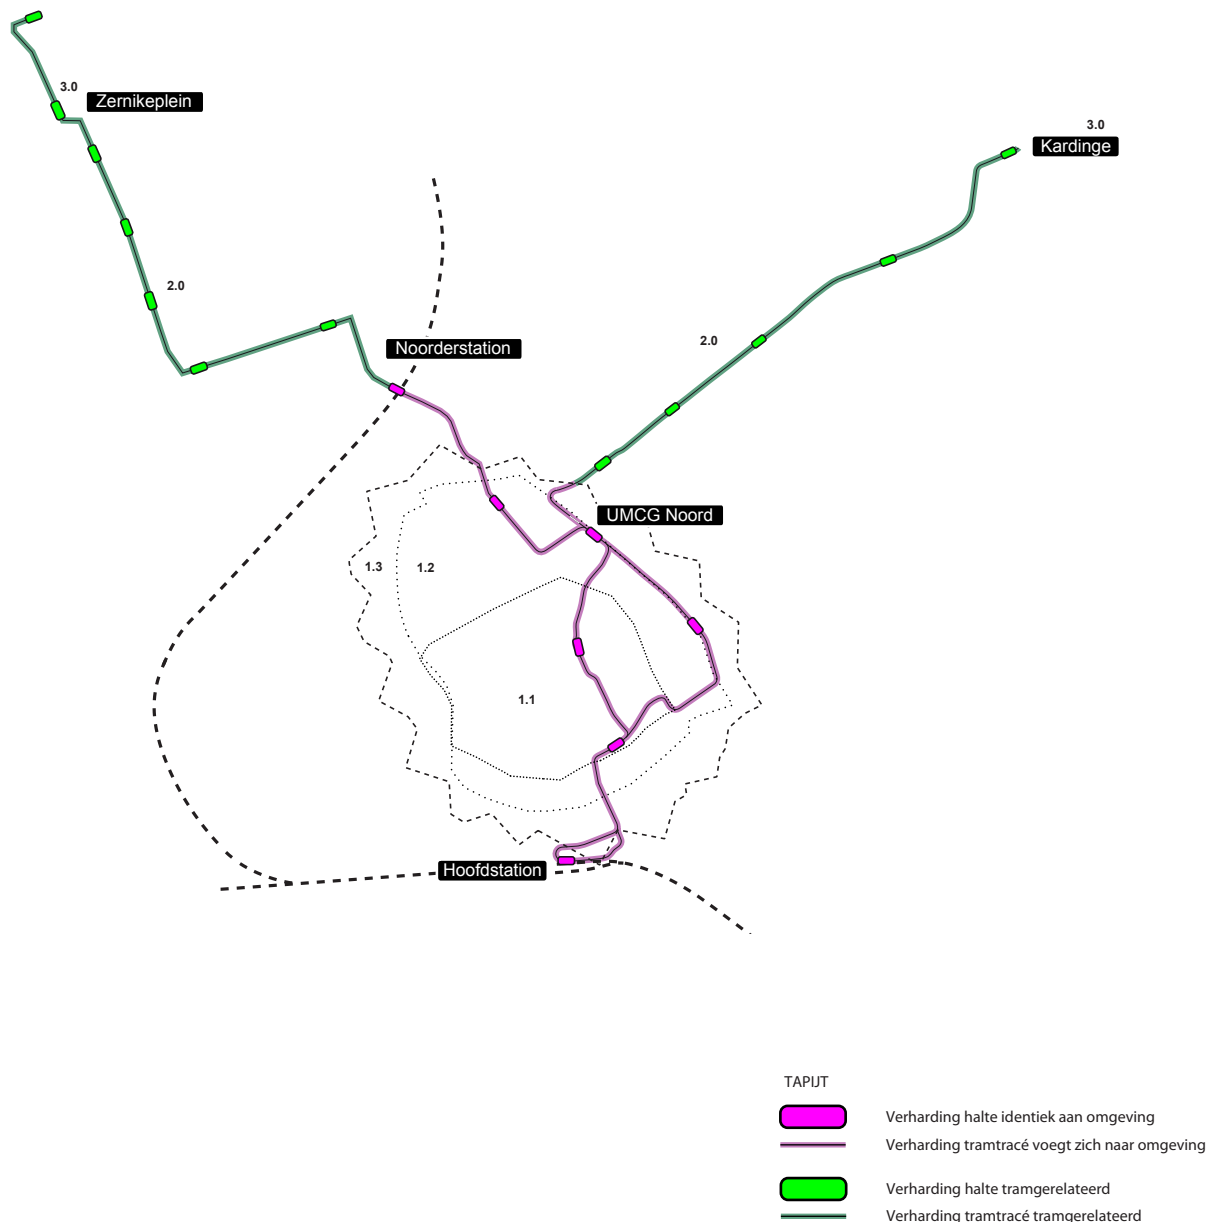 3.0
Zernikeplein
3.0
Kardinge
2.0
Noorderstation
2.0
UMCG Noord
1.3
1.2
1.1
Hoofdstation
TAPIJT
Verharding halte identiek aan omgeving
Verharding tramtracé voegt zich naar omgeving
Verharding halte tramgerelateerd
Verharding tramtracé tramgerelateerd